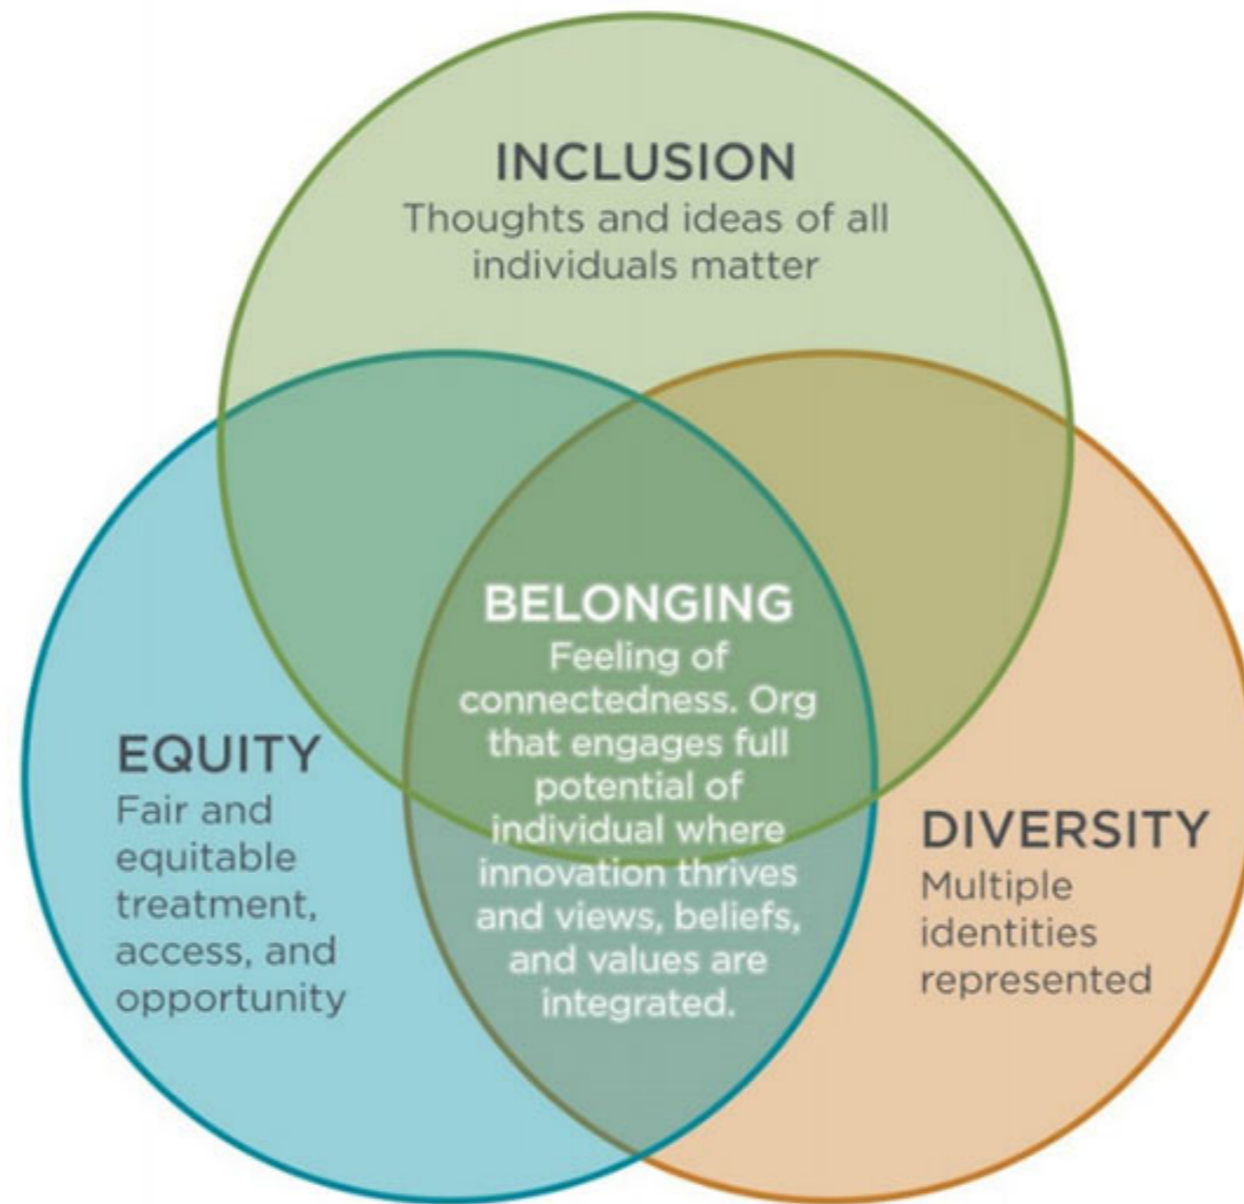 INCLUSION
Thoughts and ideas of all
individuals matter
BELONGING
Feeling of
connectedness. Org
that engages full
potential of
individual where
innovation thrives
and views, beliefs,
and values are
integrated.
EQUITY
Fair and
equitable
treatment,
access, and
opportunity
DIVERSITY
Multiple
identities
represented